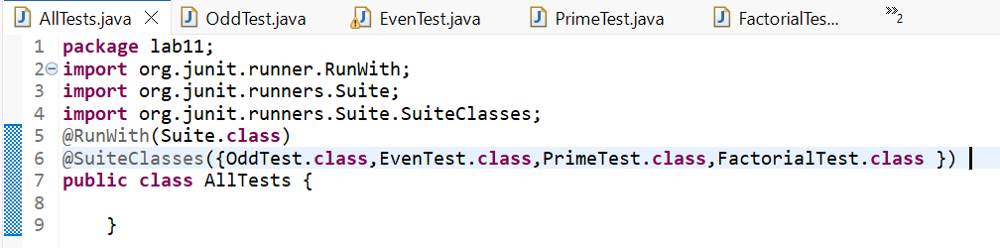 AllTests.java OddTest.java EvenTest.java PrimeTest.java FactorialTes... »2
1 package lab11;
2 import org.junit.runner.RunWith;
3 import org.junit.runners.Suite;
4 import org.junit.runners.Suite.SuiteClasses;
5 @RunWith(Suite.class)
6 @SuiteClasses({OddTest.class,EvenTest.class,PrimeTest.class,FactorialTest.class })
7 public class AllTests {
8
9 }